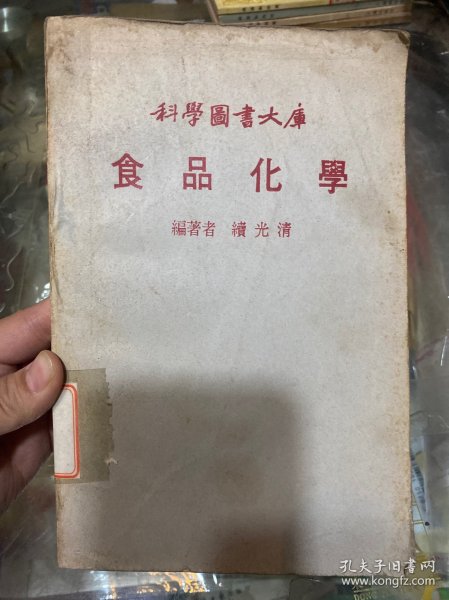 科學圖書大庫
食品化學
編著者 續光清
孔夫子旧书网
www.kongfz.com